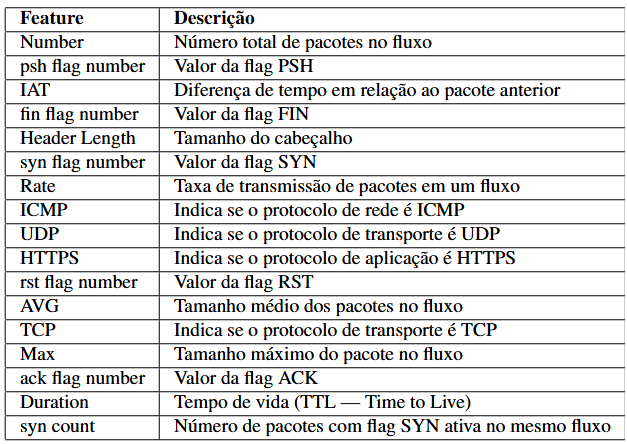 Feature Descrição
Number Número total de pacotes no fluxo
psh flag number Valor da flag PSH
IAT Diferença de tempo em relação ao pacote anterior
fin flag number Valor da flag FIN
Header Length Tamanho do cabeçalho
syn flag number Valor da flag SYN
Rate Taxa de transmissão de pacotes em um fluxo
ICMP Indica se o protocolo de rede é ICMP
UDP Indica se o protocolo de transporte é UDP
HTTPS Indica se o protocolo de aplicação é HTTPS
rst flag number Valor da flag RST
AVG Tamanho médio dos pacotes no fluxo
TCP Indica se o protocolo de transporte é TCP
Max Tamanho máximo do pacote no fluxo
ack flag number Valor da flag ACK
Duration Tempo de vida (TTL — Time to Live)
syn count Número de pacotes com flag SYN ativa no mesmo fluxo